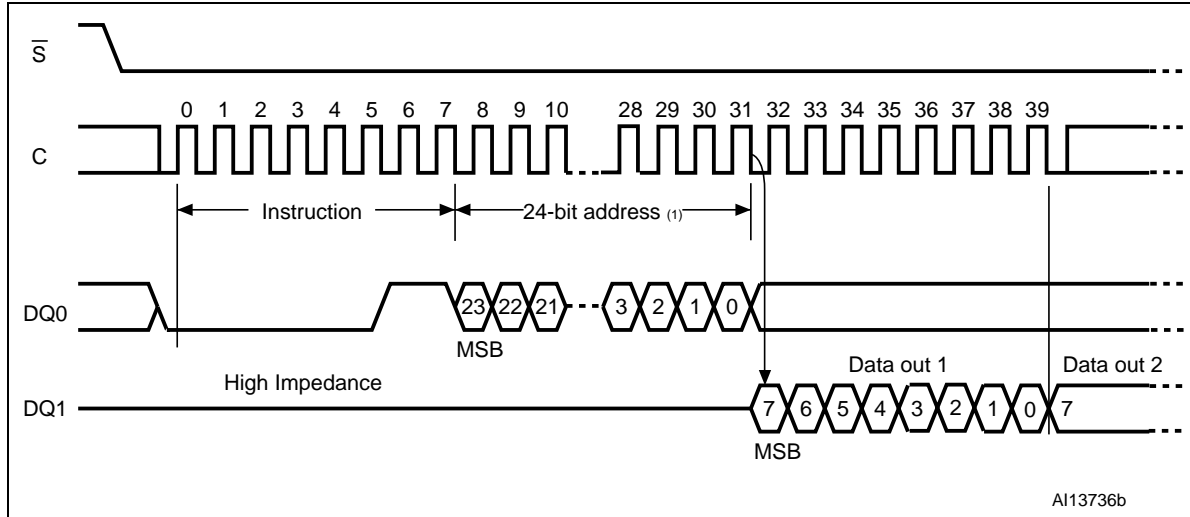 S
0 1 2 3 4 5 6 7 8 9 10 28 29 30 31 32 33 34 35 36 37 38 39
C
Instruction 24-bit address (1)
DQ0 23 22 21 3 2 1 0
MSB
High Impedance Data out 1 Data out 2
DQ1 7 6 5 4 3 2 1 0 7
MSB
AI13736b